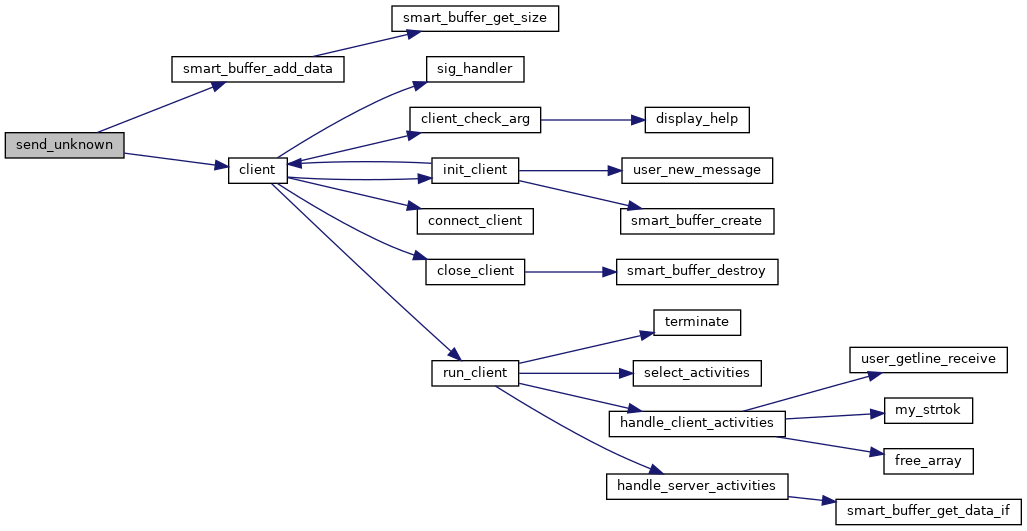 smart_buffer_get_size
smart_buffer_add_data
sig_handler
client_check_arg
display_help
send_unknown
client
init_client
user_new_message
connect_client
smart_buffer_create
close_client
smart_buffer_destroy
terminate
run_client
select_activities
user_getline_receive
handle_client_activities
my_strtok
free_array
handle_server_activities
smart_buffer_get_data_if